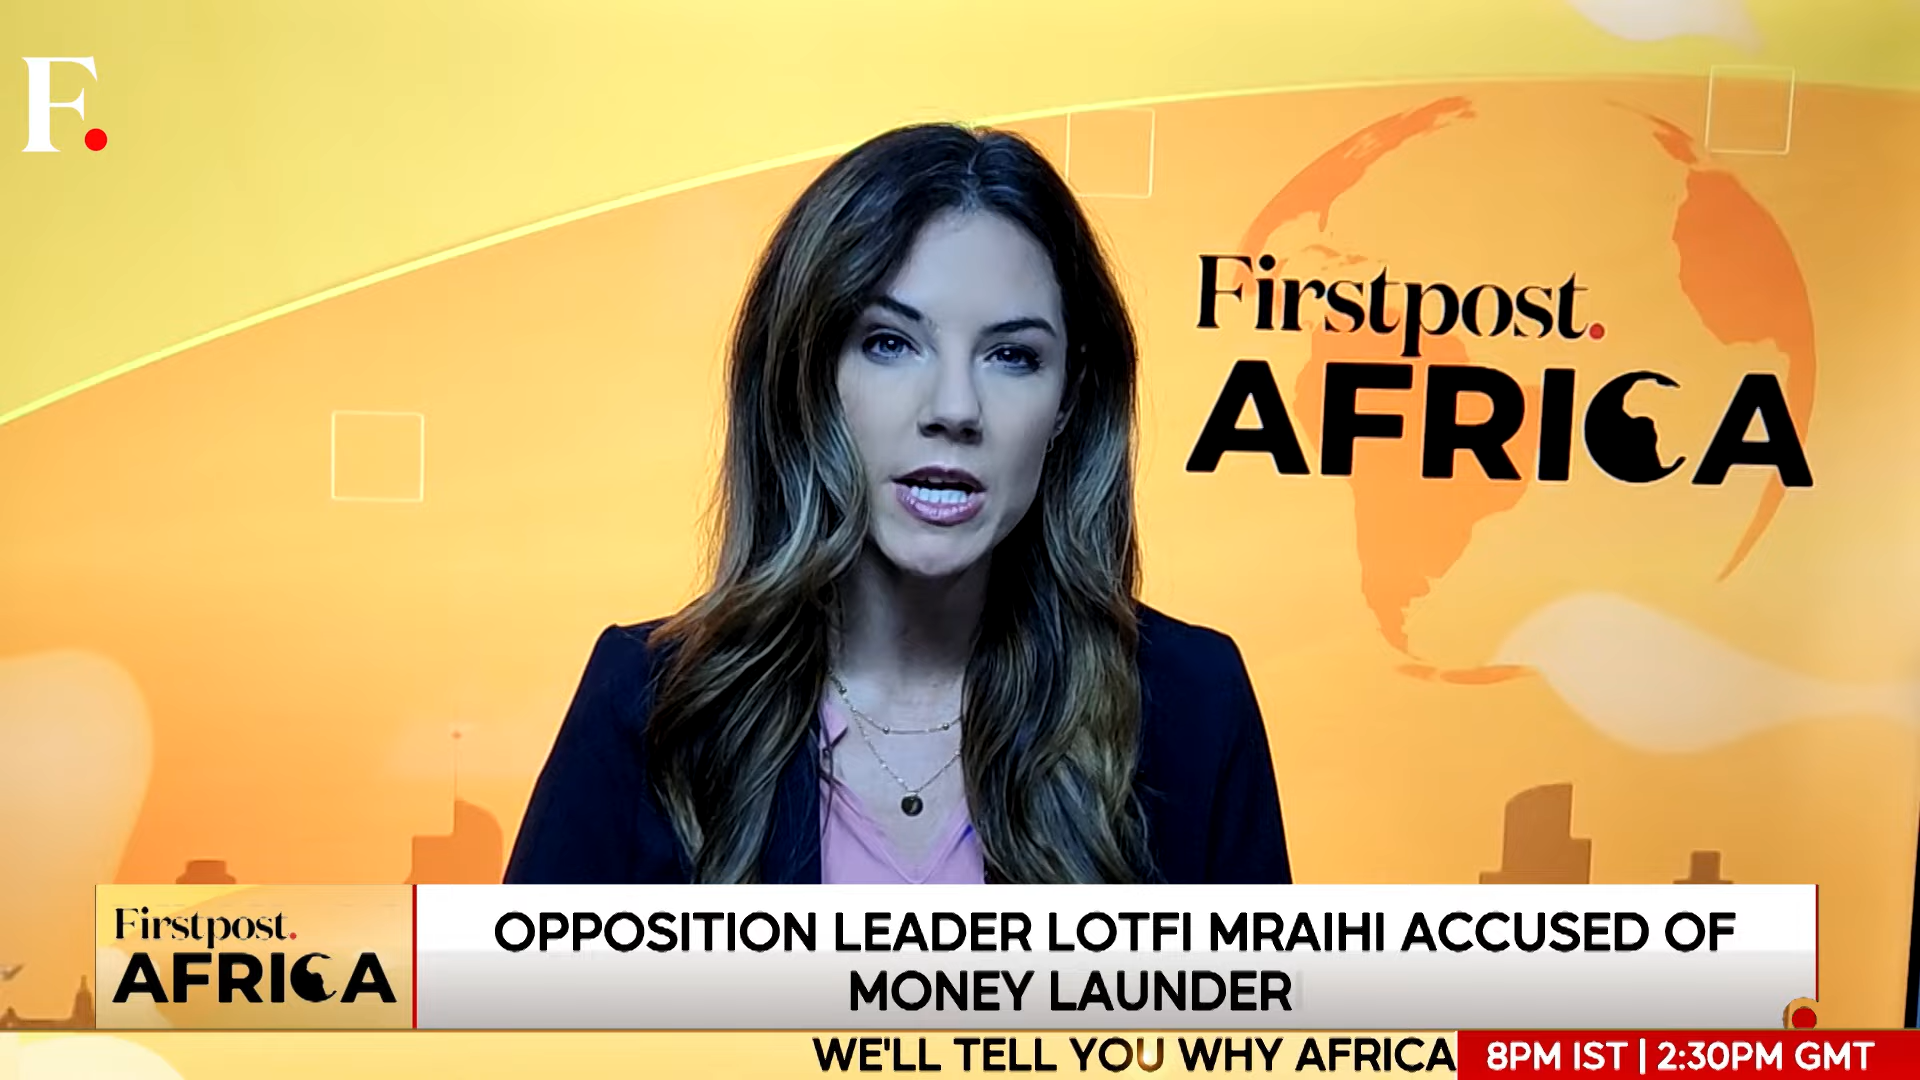 F.
Firstpost.
AFRICA
Firstpost.
AFRICA
OPPOSITION LEADER LOTFI MRAIHI ACCUSED OF
MONEY LAUNDER
WE'LL TELL YOU WHY AFRICA
8PM IST | 2:30PM GMT